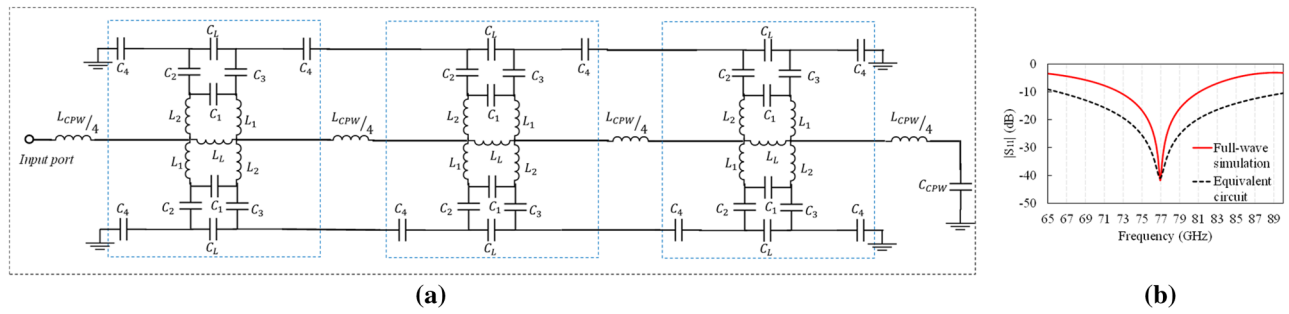 C_L C_L C_L
C_4 C_4 C_4 C_4
C_2 C_3 C_2 C_3 C_2 C_3
C_1 C_1 C_1
L_2 L_1 L_2 L_1 L_2 L_1
L_CPW/4 L_CPW/4 L_CPW/4 L_CPW/4
Input port
L_L L_L L_L
L_1 L_2 L_1 L_2 L_1 L_2
C_CPW
C_1 C_1 C_1
C_4 C_2 C_3 C_4 C_2 C_3 C_4 C_2 C_3 C_4
C_L C_L C_L
(a)
0
-10
-20
-30
-40
-50
|S11| (dB)
Full-wave
simulation
Equivalent
circuit
65 67 69 71 73 75 77 79 81 83 85 87 89
Frequency (GHz)
(b)